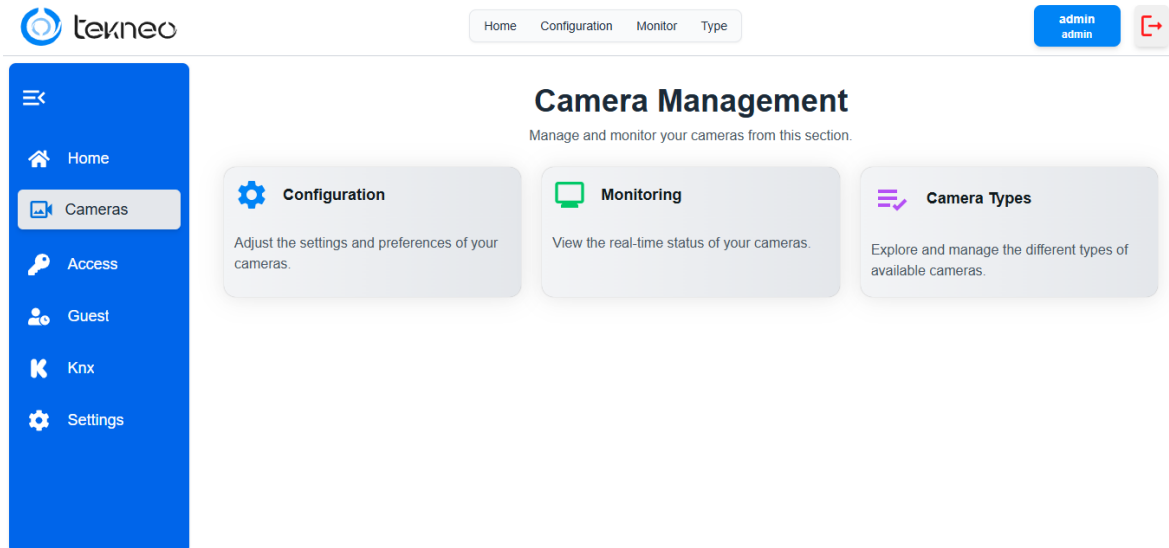 tekneo
Home Configuration Monitor Type
admin
admin
Home
Cameras
Access
Guest
Knx
Settings
Camera Management
Manage and monitor your cameras from this section.
Configuration
Adjust the settings and preferences of your
cameras.
Monitoring
View the real-time status of your cameras.
Camera Types
Explore and manage the different types of
available cameras.